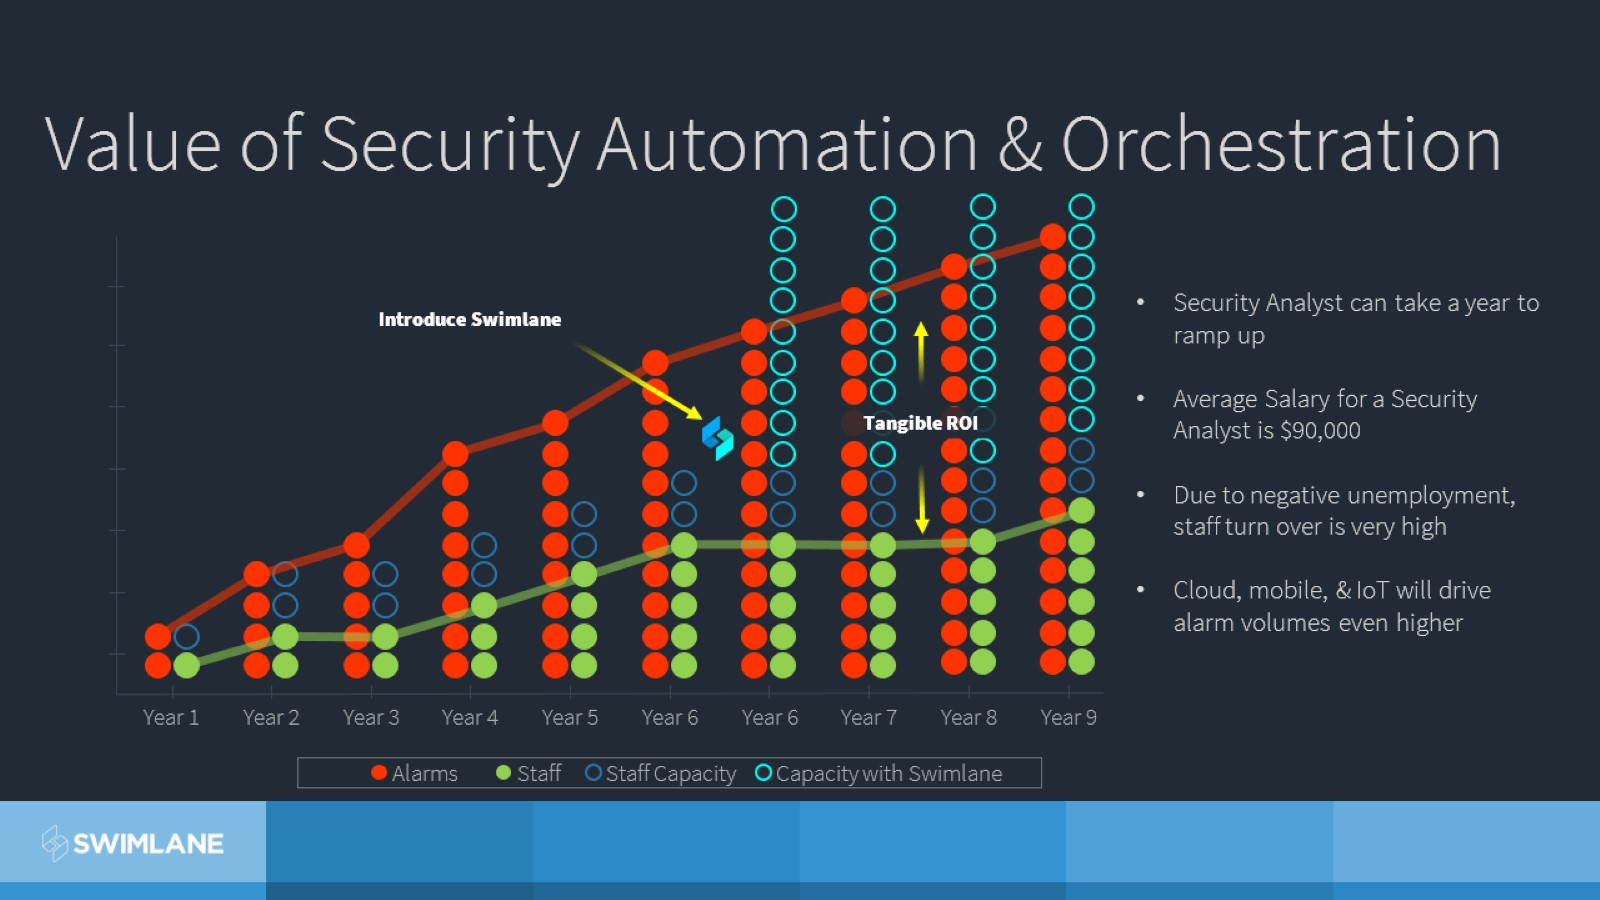 Value of Security Automation & Orchestration
Introduce Swimlane
Tangible ROI
• Security Analyst can take a year to
ramp up
• Average Salary for a Security
Analyst is $90,000
• Due to negative unemployment,
staff turn over is very high
• Cloud, mobile, & IoT will drive
alarm volumes even higher
Year 1 Year 2 Year 3 Year 4 Year 5 Year 6 Year 6 Year 7 Year 8 Year 9
Alarms Staff Staff Capacity Capacity with Swimlane
SWIMLANE